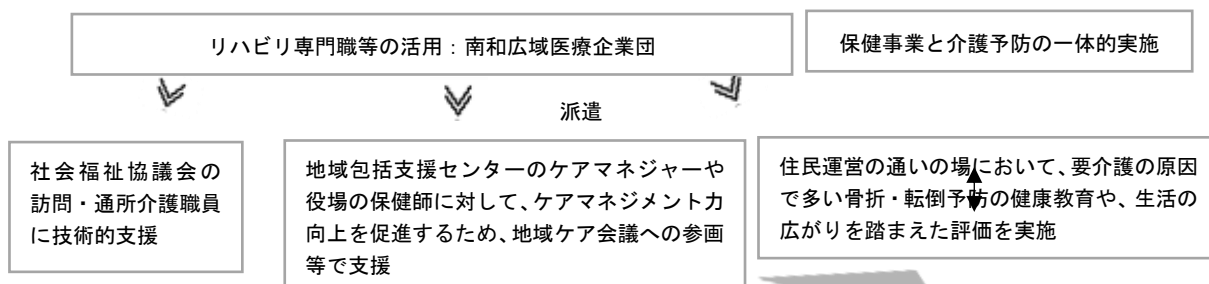 リハビリ専門職等の活用：南和広域医療企業団
保健事業と介護予防の一体的実施
派遣
社会福祉協議会の
訪問・通所介護職員
に技術的支援
地域包括支援センターのケアマネジャーや
役場の保健師に対して、ケアマネジメント力
向上を促進するため、地域ケア会議への参画
等で支援
住民運営の通いの場において、要介護の原因
で多い骨折・転倒予防の健康教育や、生活の
広がりを踏まえた評価を実施